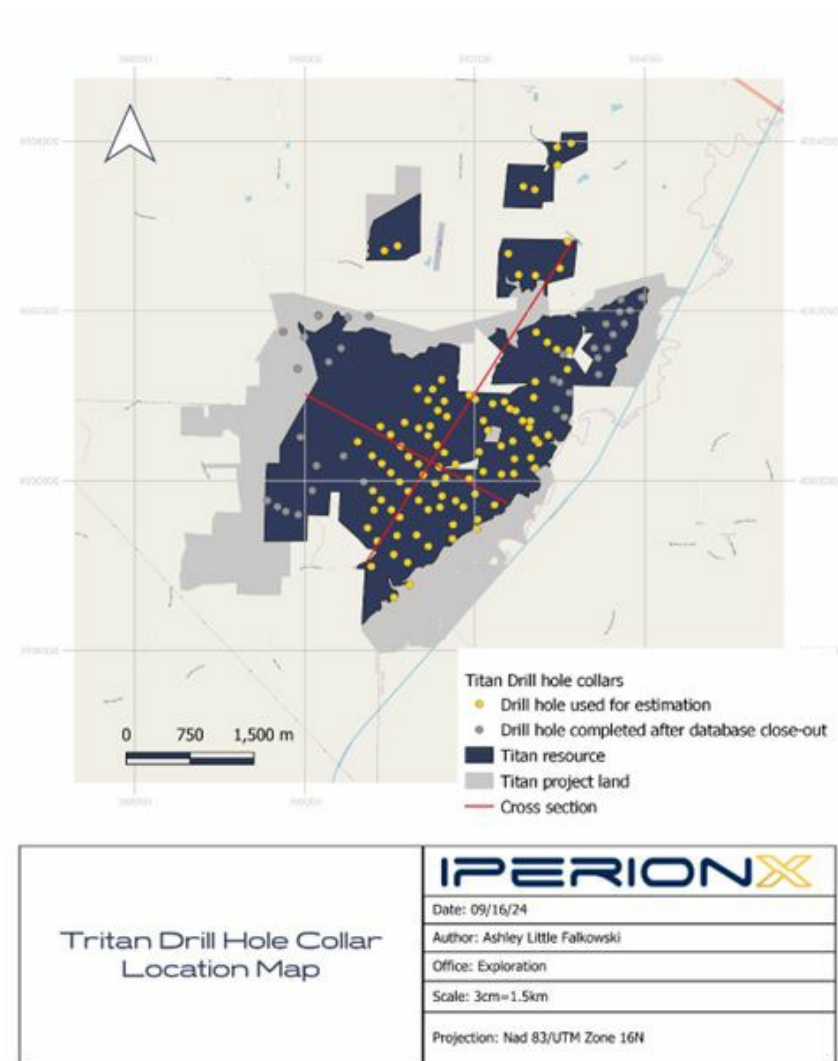 Titan Drill hole collars
Drill hole used for estimation
Drill hole completed after database close-out
Titan resource
Titan project land
Cross section
0 750 1,500 m
Tritan Drill Hole Collar
Location Map
IPERIONX
Date: 09/16/24
Author: Ashley Little Falkowski
Office: Exploration
Scale: 3cm=1.5km
Projection: Nad 83/UTM Zone 16N